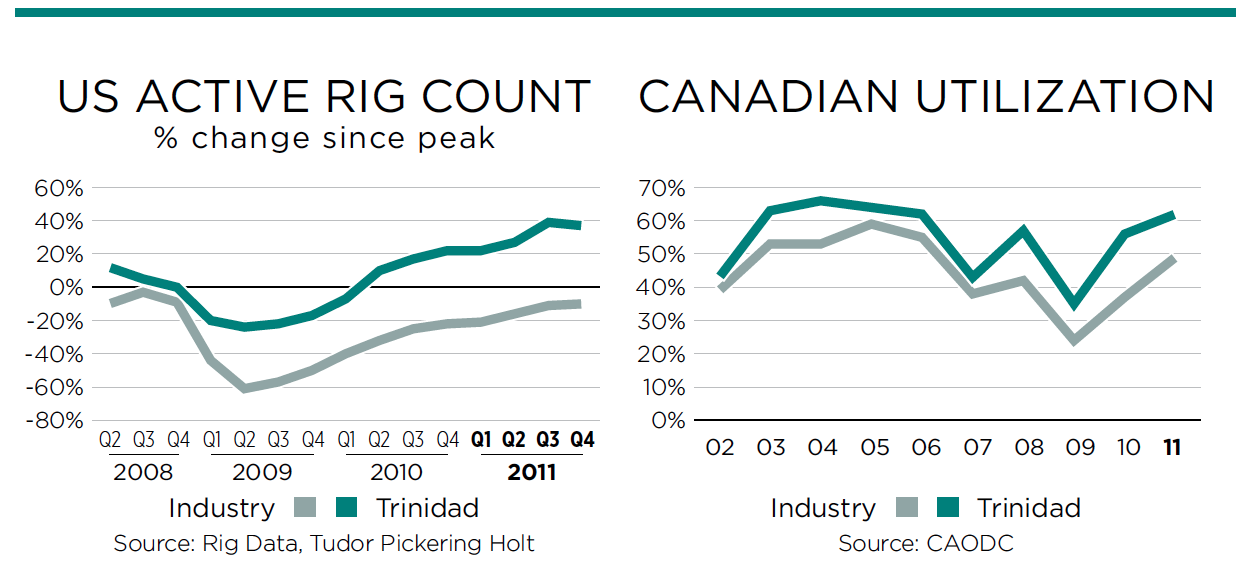 US ACTIVE RIG COUNT
% change since peak
60%
40%
20%
0%
-20%
-40%
-60%
-80%
Q2 Q3 Q4 Q1 Q2 Q3 Q4 Q1 Q2 Q3 Q4 Q1 Q2 Q3 Q4
2008 2009 2010 2011
Industry Trinidad
Source: Rig Data, Tudor Pickering Holt
CANADIAN UTILIZATION
70%
60%
50%
40%
30%
20%
10%
0%
02 03 04 05 06 07 08 09 10 11
Industry Trinidad
Source: CAODC